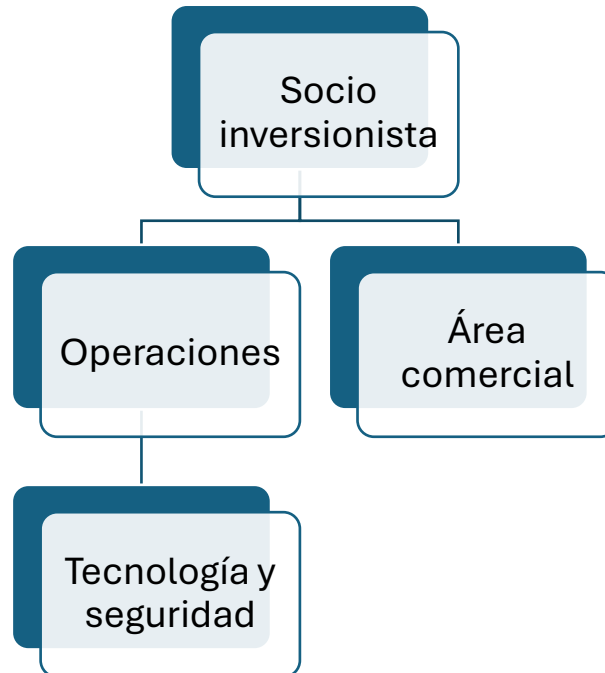 Socio
inversionista
Operaciones
Área
comercial
Tecnología y
seguridad